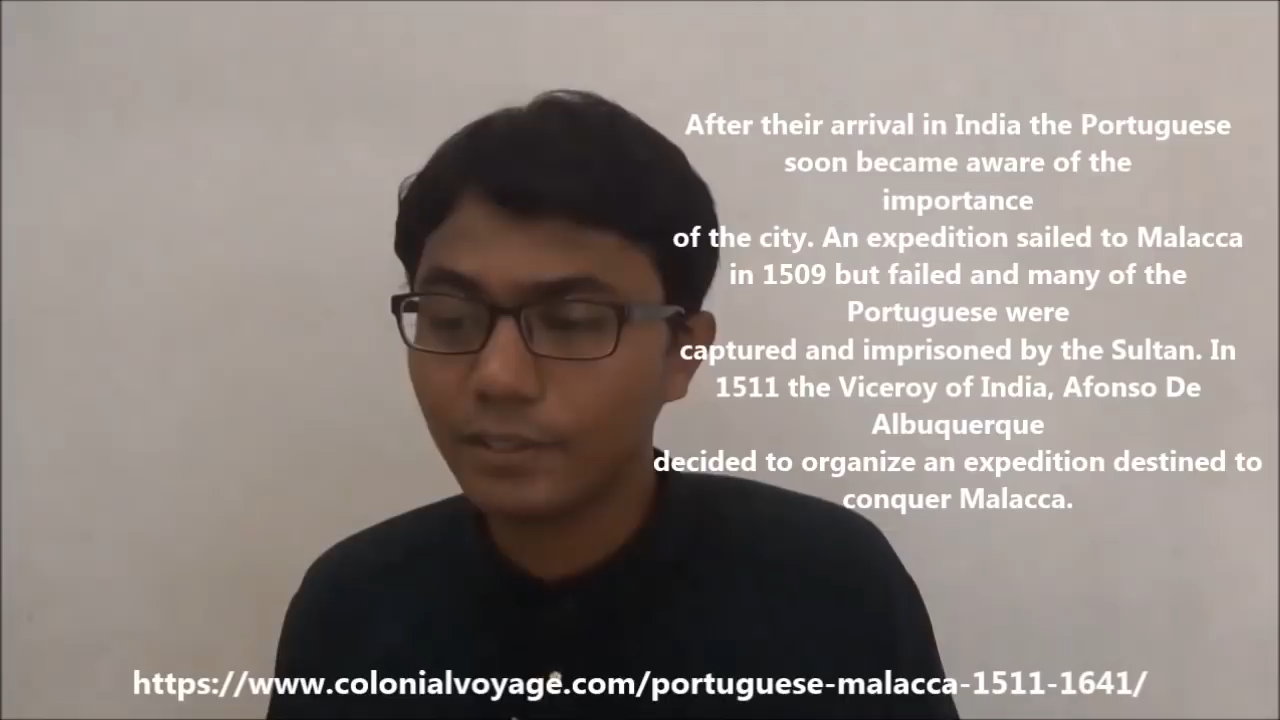 After their arrival in India the Portuguese
soon became aware of the
importance
of the city. An expedition sailed to Malacca
in 1509 but failed and many of the
Portuguese were
captured and imprisoned by the Sultan. In
1511 the Viceroy of India, Afonso De
Albuquerque
decided to organize an expedition destined to
conquer Malacca.
https://www.colonialvoyage.com/portuguese-malacca-1511-1641/